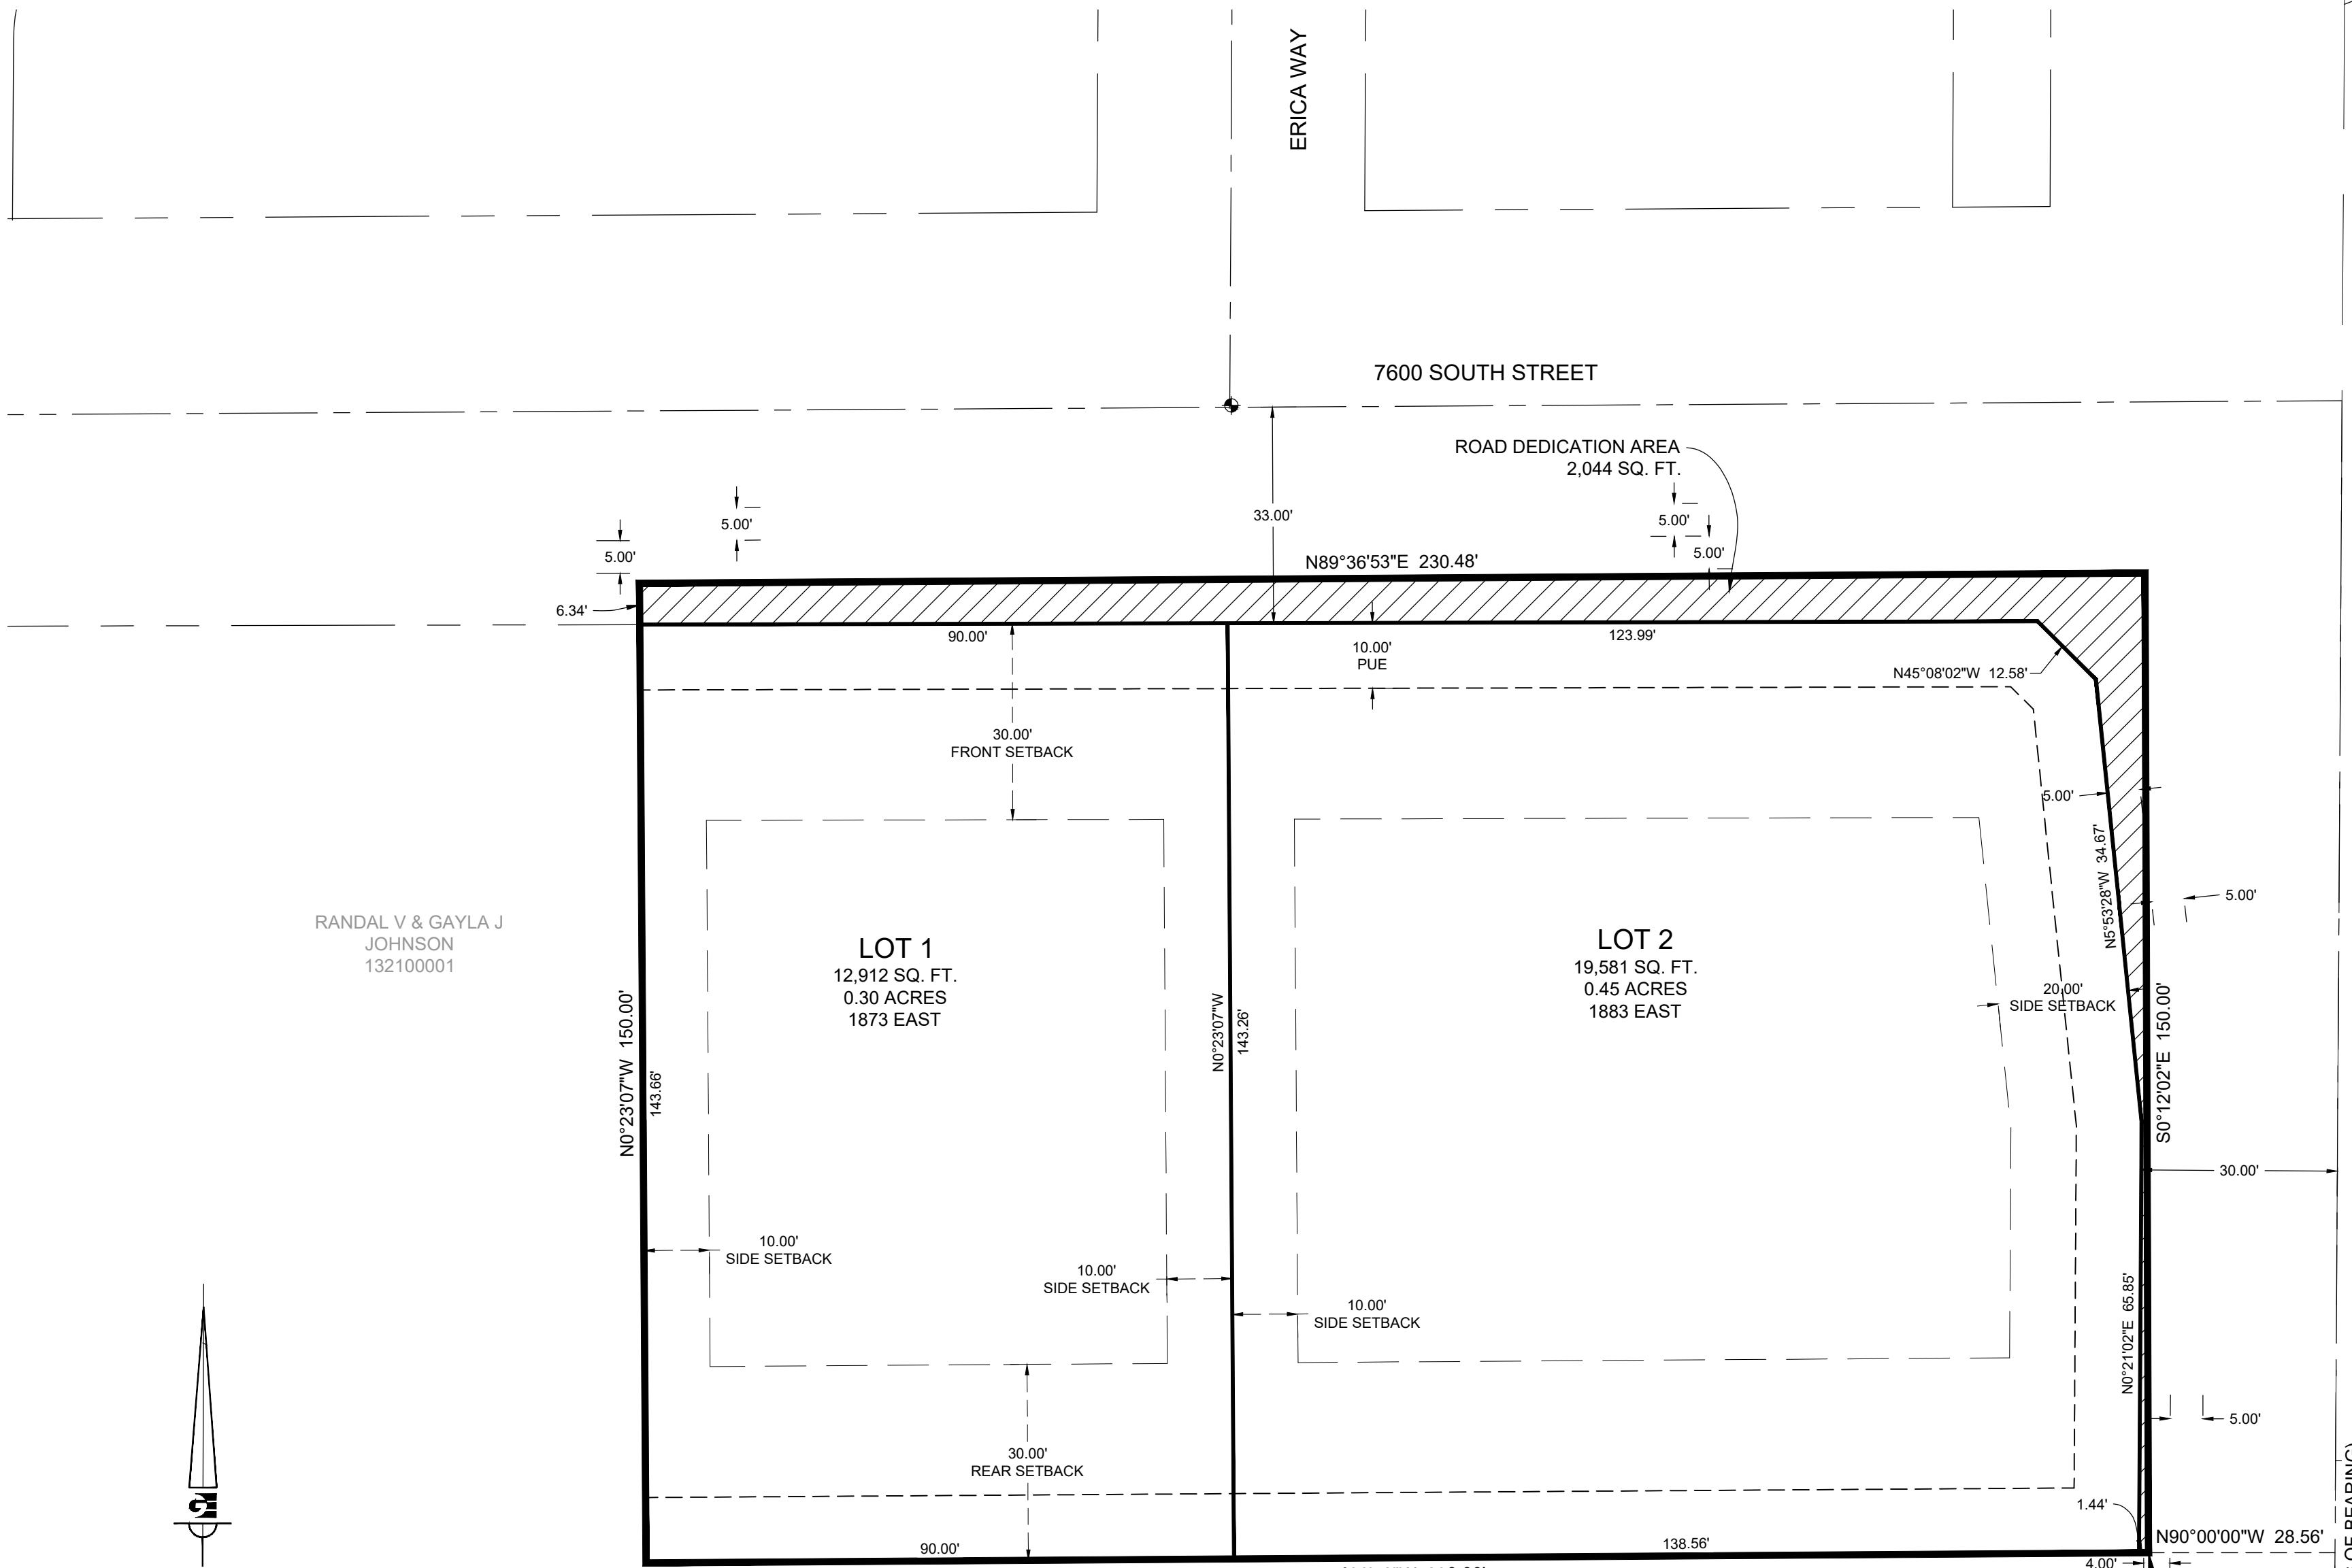 ERICA WAY
7600 SOUTH STREET
ROAD DEDICATION AREA
2,044 SQ. FT.
33.00'
5.00'
5.00'
5.00'
5.00'
N89°36'53"E 230.48'
6.34'
90.00'
123.99'
10.00'
PUE
N45°08'02"W 12.58'
30.00'
FRONT SETBACK
5.00'
N5°53'28"W 34.67'
5.00'
RANDAL V & GAYLA J
JOHNSON
132100001
LOT 1
12,912 SQ. FT.
0.30 ACRES
1873 EAST
LOT 2
19,581 SQ. FT.
0.45 ACRES
1883 EAST
20.00'
SIDE SETBACK
N0°23'07"W 150.00'
143.66'
N0°23'07"W
143.26'
S0°12'02"E 150.00'
30.00'
10.00'
SIDE SETBACK
10.00'
SIDE SETBACK
10.00'
SIDE SETBACK
N0°21'02"E 65.85'
5.00'
30.00'
REAR SETBACK
1.44'
90.00'
138.56'
N90°00'00"W 28.56'
4.00'
BEARING)